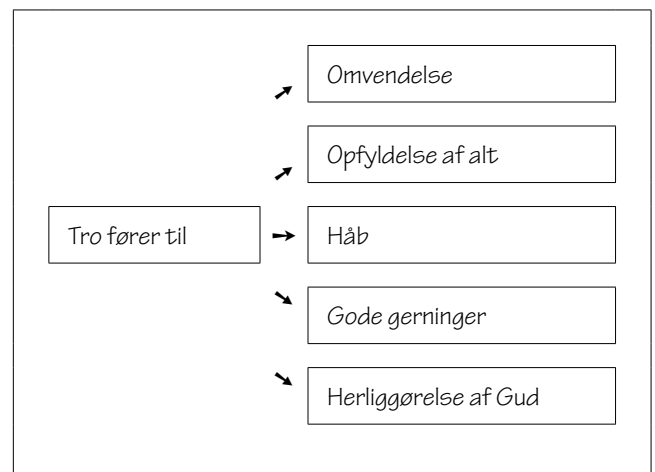 Tro fører til
Omvendelse
Opfyldelse af alt
Håb
Gode gerninger
Herliggørelse af Gud